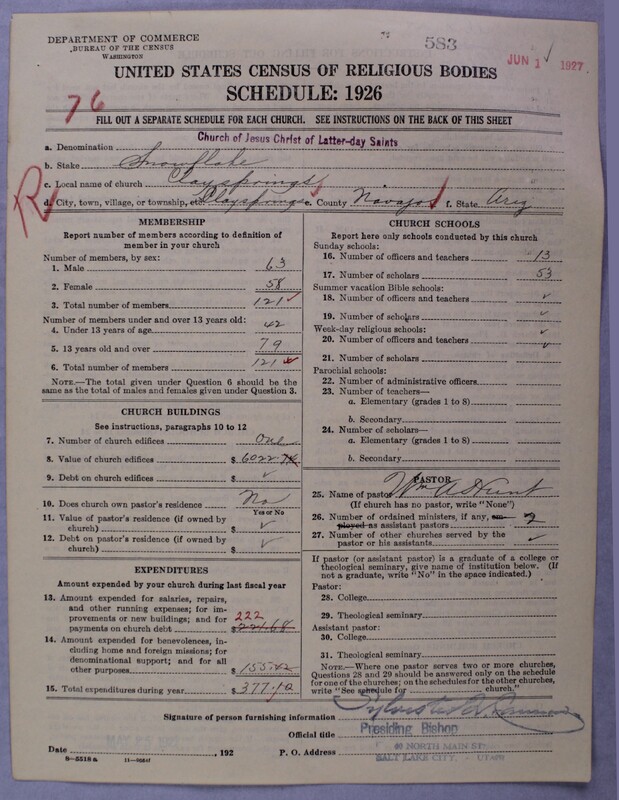 DEPARTMENT OF COMMERCE
BUREAU OF THE CENSUS
WASHINGTON
583
JUN 1 1927
UNITED STATES CENSUS OF RELIGIOUS BODIES
SCHEDULE: 1926
76
FILL OUT A SEPARATE SCHEDULE FOR EACH CHURCH. SEE INSTRUCTIONS ON THE BACK OF THIS SHEET
a. Denomination Church of Jesus Christ of Latter-day Saints
b. Stake Snowflake
c. Local name of church Claysprings
R
d. City, town, village, or township, etc. Claysprings e. County Navajo f. State Ariz
MEMBERSHIP
Report number of members according to definition of
member in your church
Number of members, by sex:
1. Male 63
2. Female 58
3. Total number of members 121 ✓
Number of members under and over 13 years old:
4. Under 13 years of age 42
5. 13 years old and over 79
6. Total number of members 121 ✓
NOTE.—The total given under Question 6 should be
same as the total of males and females given under Question 3.
CHURCH BUILDINGS
See instructions, paragraphs 10 to 12
7. Number of church edifices One
8. Value of church edifices $ 6022
9. Debt on church edifices $ ✓
10. Does church own pastor's residence No
Yes or No
11. Value of pastor's residence (if owned by
church) $ ✓
12. Debt on pastor's residence (if owned by
church) $ ✓
EXPENDITURES
Amount expended by your church during last fiscal year
13. Amount expended for salaries, repairs,
and other running expenses; for im-
provements or new buildings; and for 222
payments on church debt $ 221.68
14. Amount expended for benevolences, in-
cluding home and foreign missions; for
denominational support; and for all
other purposes $ 155.42
15. Total expenditures during year $ 377.10
CHURCH SCHOOLS
Report here only schools conducted by this church
Sunday schools:
16. Number of officers and teachers 13
17. Number of scholars 53
Summer vacation Bible schools:
18. Number of officers and teachers ✓
19. Number of scholars ✓
Week-day religious schools:
20. Number of officers and teachers ✓
21. Number of scholars
Parochial schools:
22. Number of administrative officers
23. Number of teachers—
a. Elementary (grades 1 to 8)
b. Secondary
24. Number of scholars—
a. Elementary (grades 1 to 8)
b. Secondary
PASTOR
25. Name of pastor Wm A Hunt
(If church has no pastor, write "None")
26. Number of ordained ministers, if any, em-
ployed as assistant pastors 2
27. Number of other churches served by the
pastor or his assistants ✓
If pastor (or assistant pastor) is a graduate of a college or
theological seminary, give name of institution below. (If
not a graduate, write "No" in the space indicated.)
Pastor:
28. College
29. Theological seminary
Assistant pastor:
30. College
31. Theological seminary
NOTE.—Where one pastor serves two or more churches,
Questions 28 and 29 should be answered only on the schedule
for one of the churches; on the schedules for the other churches,
write "See schedule for church."
Signature of person furnishing information Sylvester Q. Cannon
Official title Presiding Bishop
Date , 192 P. O. Address 40 NORTH MAIN ST.
SALT LAKE CITY, UTAH
8-5518 a